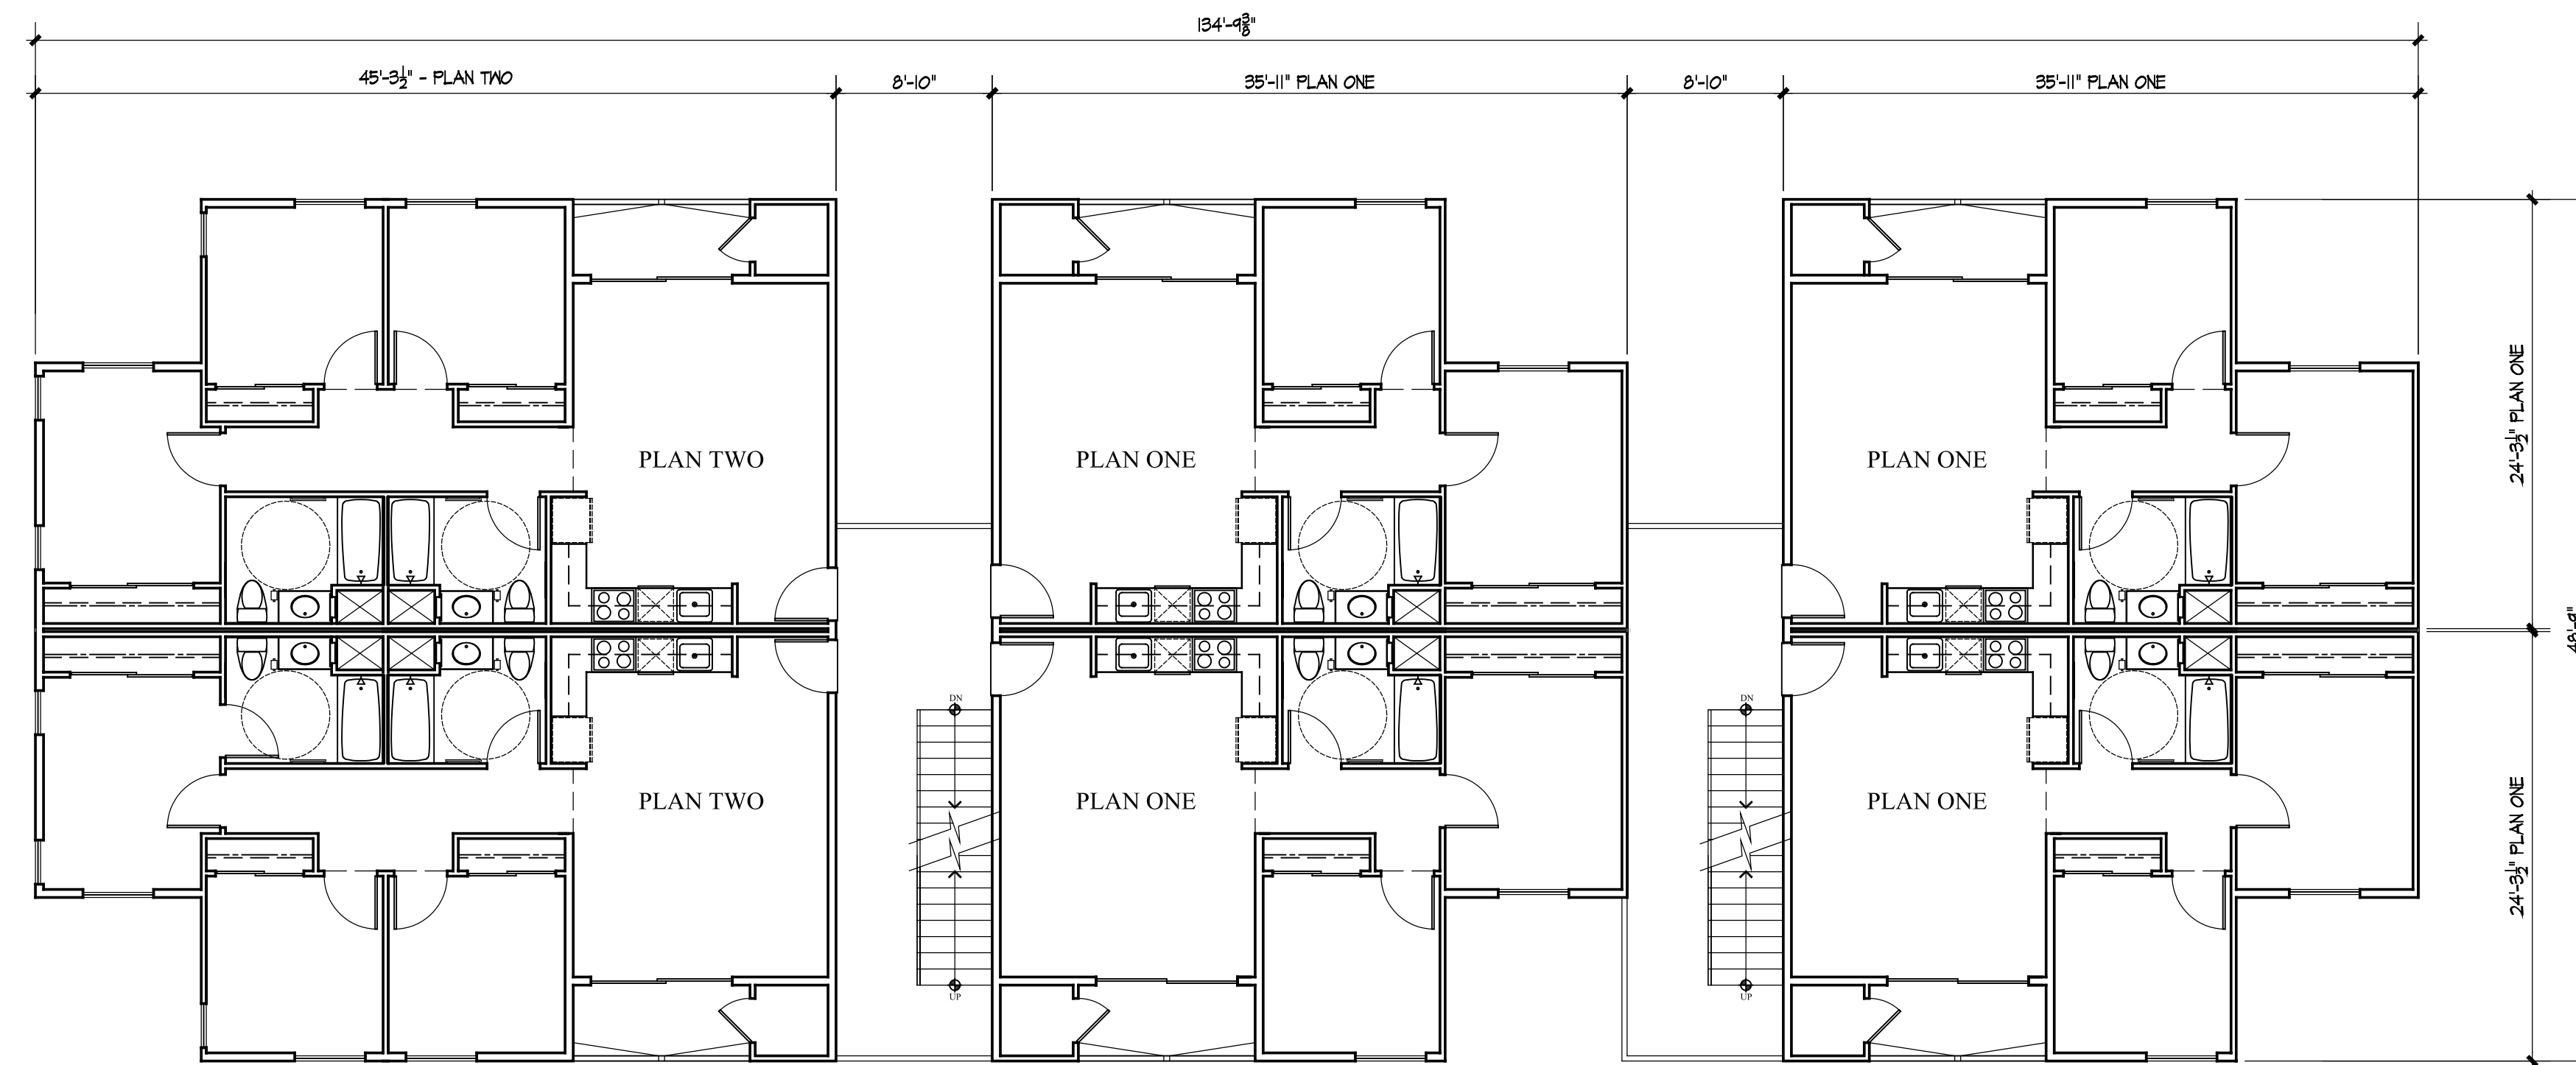 134'-9 3/8"
45'-3 1/2" - PLAN TWO
8'-10"
35'-11" PLAN ONE
8'-10"
35'-11" PLAN ONE
24'-3 1/2" PLAN ONE
PLAN TWO
PLAN ONE
PLAN ONE
48'-9"
DN
DN
PLAN TWO
PLAN ONE
PLAN ONE
24'-3 1/2" PLAN ONE
UP
UP